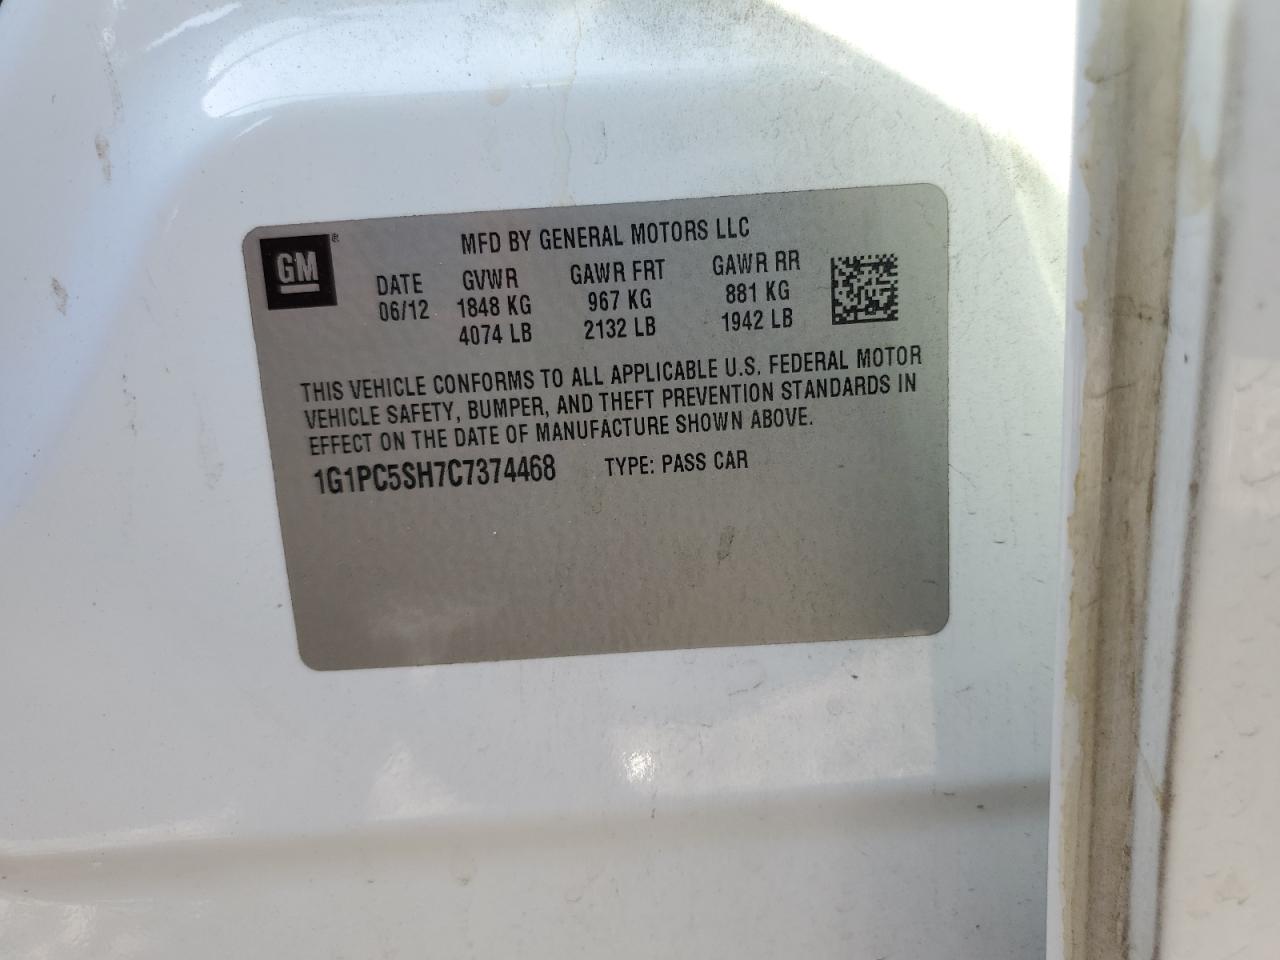 GM®
MFD BY GENERAL MOTORS LLC
DATE GVWR GAWR FRT GAWR RR
06/12 1848 KG 967 KG 881 KG
4074 LB 2132 LB 1942 LB
THIS VEHICLE CONFORMS TO ALL APPLICABLE U.S. FEDERAL MOTOR
VEHICLE SAFETY, BUMPER, AND THEFT PREVENTION STANDARDS IN
EFFECT ON THE DATE OF MANUFACTURE SHOWN ABOVE.
1G1PC5SH7C7374468 TYPE: PASS CAR